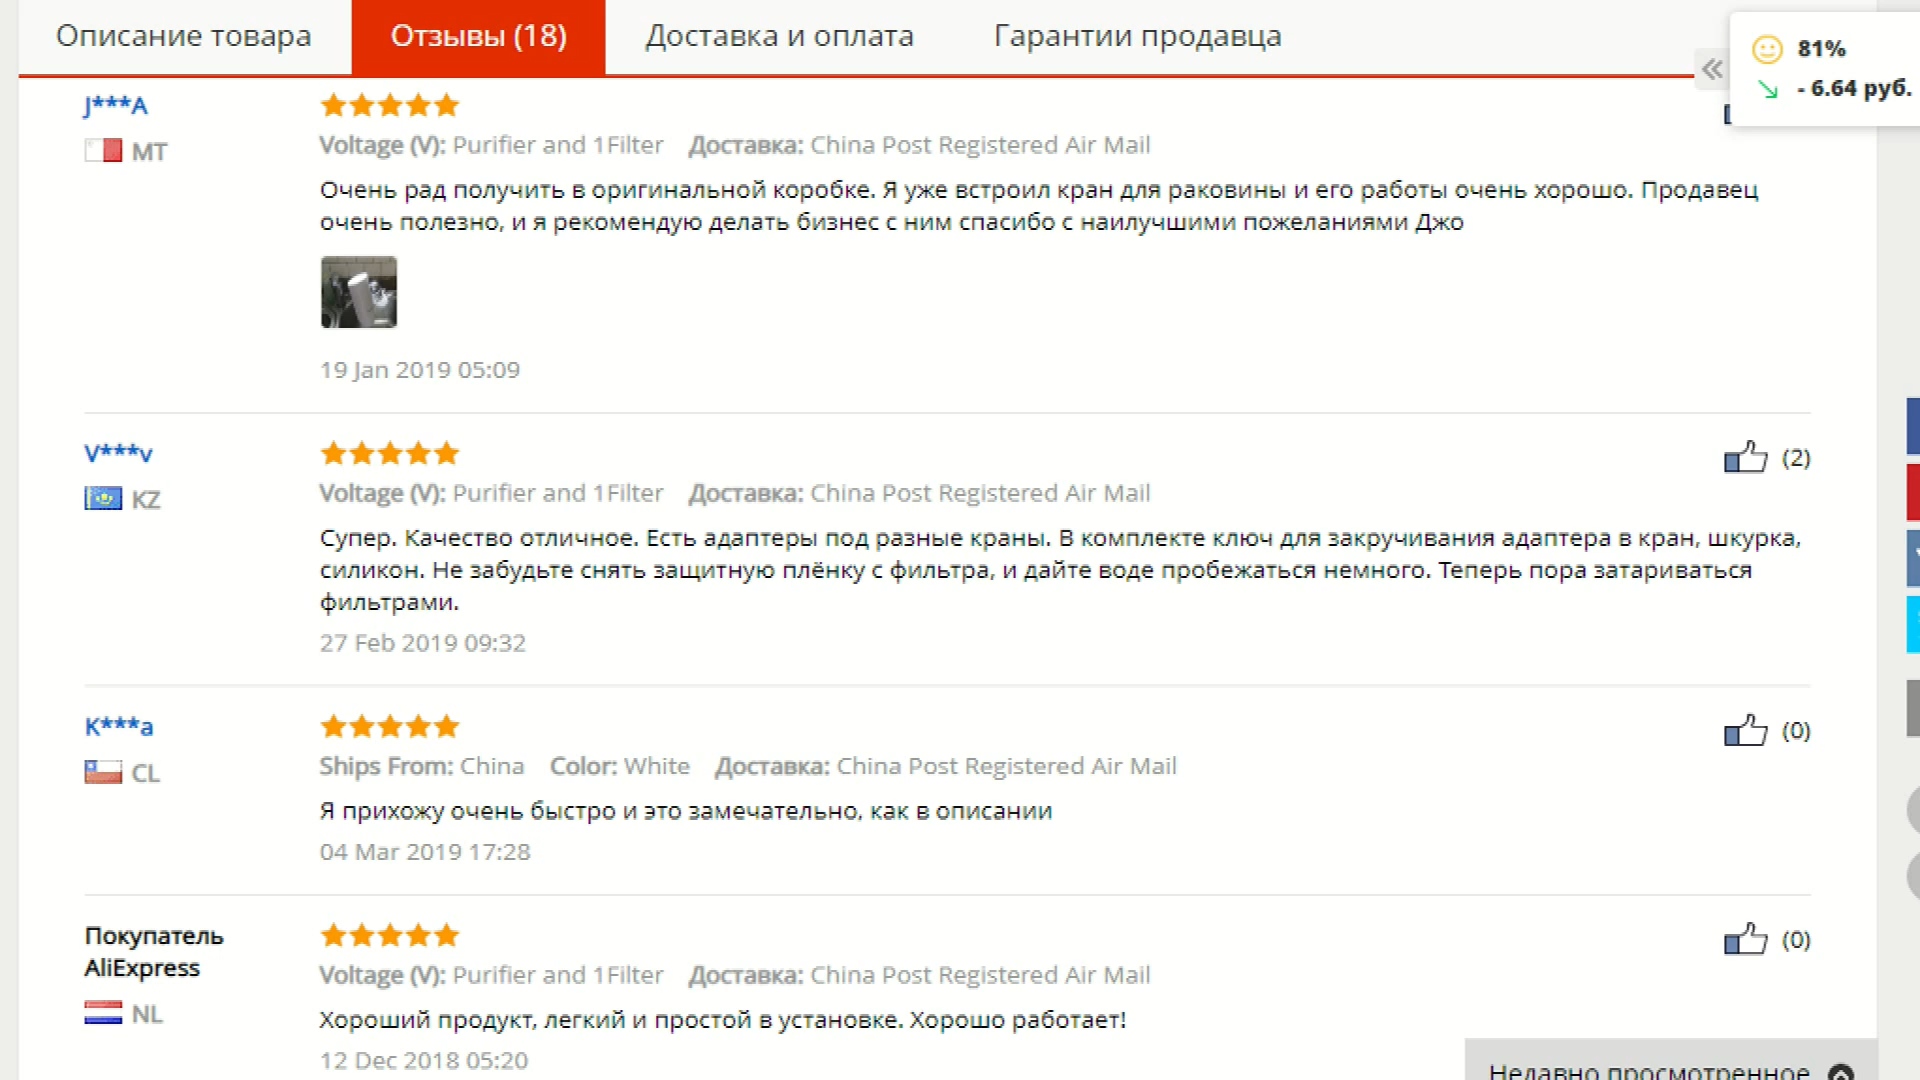 Описание товара
Отзывы (18)
Доставка и оплата
Гарантии продавца
81%
- 6.64 руб.
J***A
MT
Voltage (V): Purifier and 1Filter Доставка: China Post Registered Air Mail
Очень рад получить в оригинальной коробке. Я уже встроил кран для раковины и его работы очень хорошо. Продавец
очень полезно, и я рекомендую делать бизнес с ним спасибо с наилучшими пожеланиями Джо
19 Jan 2019 05:09
V***v
KZ
(2)
Voltage (V): Purifier and 1Filter Доставка: China Post Registered Air Mail
Супер. Качество отличное. Есть адаптеры под разные краны. В комплекте ключ для закручивания адаптера в кран, шкурка,
силикон. Не забудьте снять защитную плёнку с фильтра, и дайте воде пробежаться немного. Теперь пора затариваться
фильтрами.
27 Feb 2019 09:32
K***a
CL
(0)
Ships From: China Color: White Доставка: China Post Registered Air Mail
Я прихожу очень быстро и это замечательно, как в описании
04 Mar 2019 17:28
Покупатель
AliExpress
NL
(0)
Voltage (V): Purifier and 1Filter Доставка: China Post Registered Air Mail
Хороший продукт, легкий и простой в установке. Хорошо работает!
12 Dec 2018 05:20
Недавно просмотренное